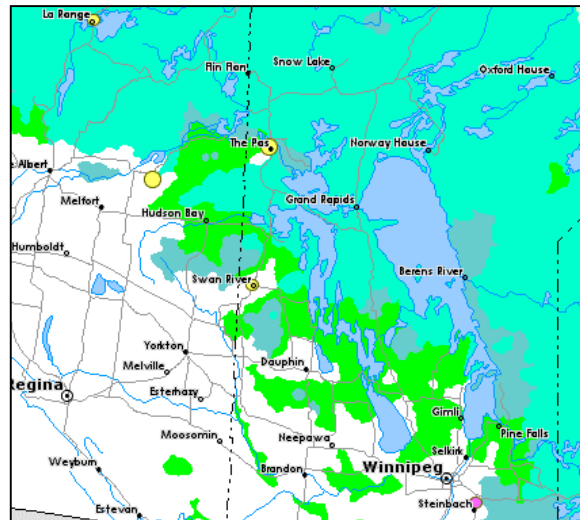 La Ronge
Flin Flon
Snow Lake
Oxford House
The Pas
Norway House
e Albert
Melfort
Grand Rapids
Hudson Bay
Humboldt
Berens River
Swan River
Yorkton
Melville
Dauphin
Regina
Esterhazy
Gimli
Pine Falls
Moosomin
Neepawa
Selkirk
Weyburn
Brandon
Winnipeg
Steinbach
Estevan